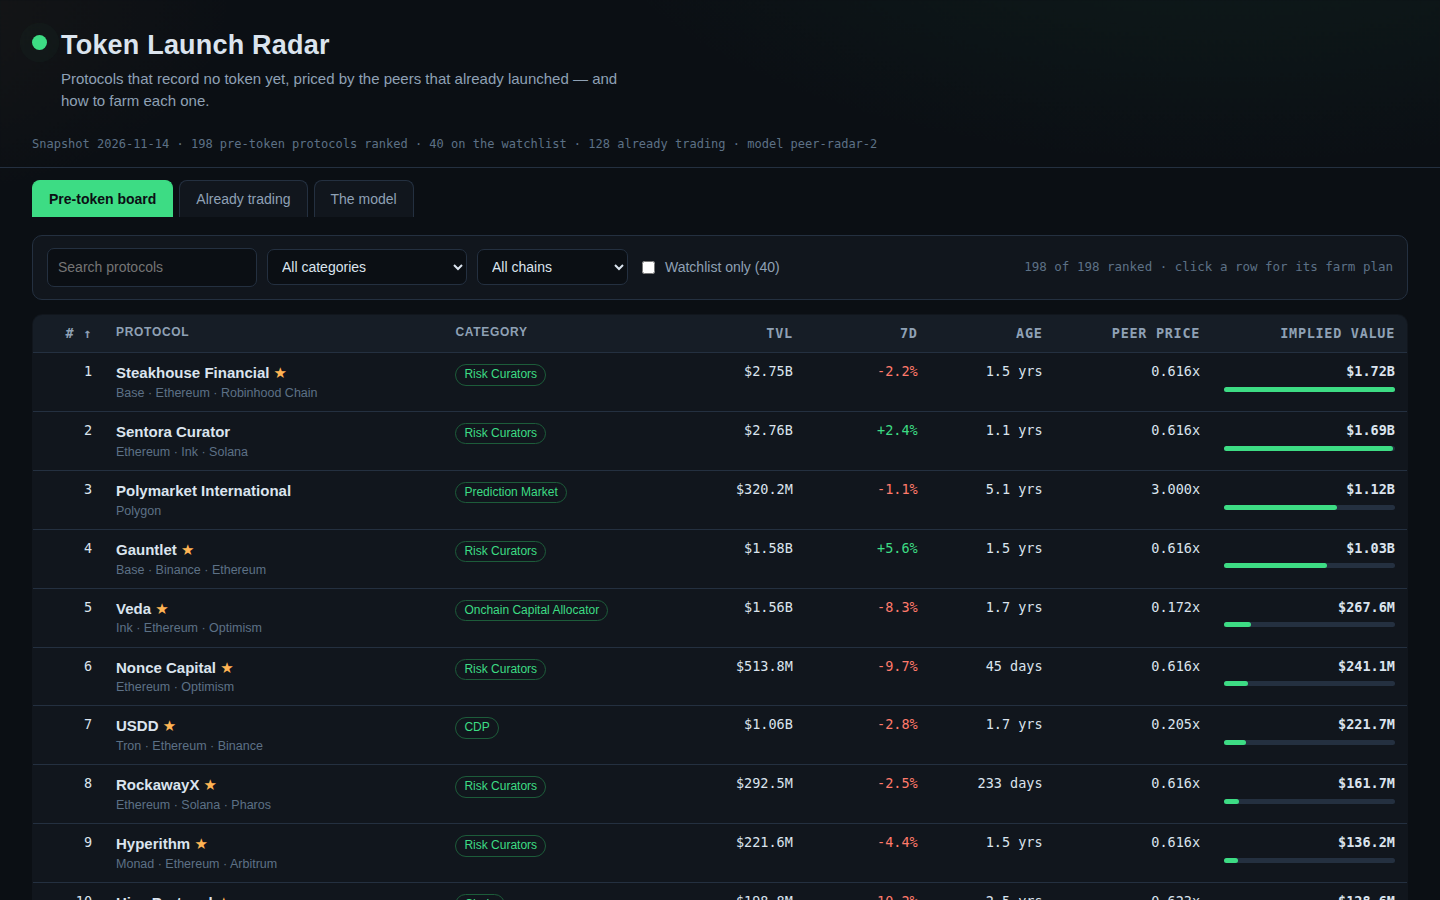 Token Launch Radar
Protocols that record no token yet, priced by the peers that already launched — and
how to farm each one.
Snapshot 2026-11-14 · 198 pre-token protocols ranked · 40 on the watchlist · 128 already trading · model peer-radar-2
Pre-token board Already trading The model
Search protocols All categories All chains Watchlist only (40) 198 of 198 ranked · click a row for its farm plan
# ↑ PROTOCOL CATEGORY TVL 7D AGE PEER PRICE IMPLIED VALUE
1 Steakhouse Financial ★ Risk Curators $2.75B -2.2% 1.5 yrs 0.616x $1.72B
Base · Ethereum · Robinhood Chain
2 Sentora Curator Risk Curators $2.76B +2.4% 1.1 yrs 0.616x $1.69B
Ethereum · Ink · Solana
3 Polymarket International Prediction Market $320.2M -1.1% 5.1 yrs 3.000x $1.12B
Polygon
4 Gauntlet ★ Risk Curators $1.58B +5.6% 1.5 yrs 0.616x $1.03B
Base · Binance · Ethereum
5 Veda ★ Onchain Capital Allocator $1.56B -8.3% 1.7 yrs 0.172x $267.6M
Ink · Ethereum · Optimism
6 Nonce Capital ★ Risk Curators $513.8M -9.7% 45 days 0.616x $241.1M
Ethereum · Optimism
7 USDD ★ CDP $1.06B -2.8% 1.7 yrs 0.205x $221.7M
Tron · Ethereum · Binance
8 RockawayX ★ Risk Curators $292.5M -2.5% 233 days 0.616x $161.7M
Ethereum · Solana · Pharos
9 Hyperithm ★ Risk Curators $221.6M -4.4% 1.5 yrs 0.616x $136.2M
Monad · Ethereum · Arbitrum